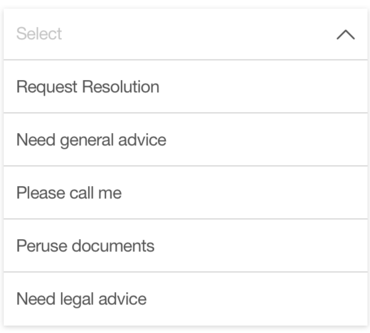 Select
Request Resolution
Need general advice
Please call me
Peruse documents
Need legal advice